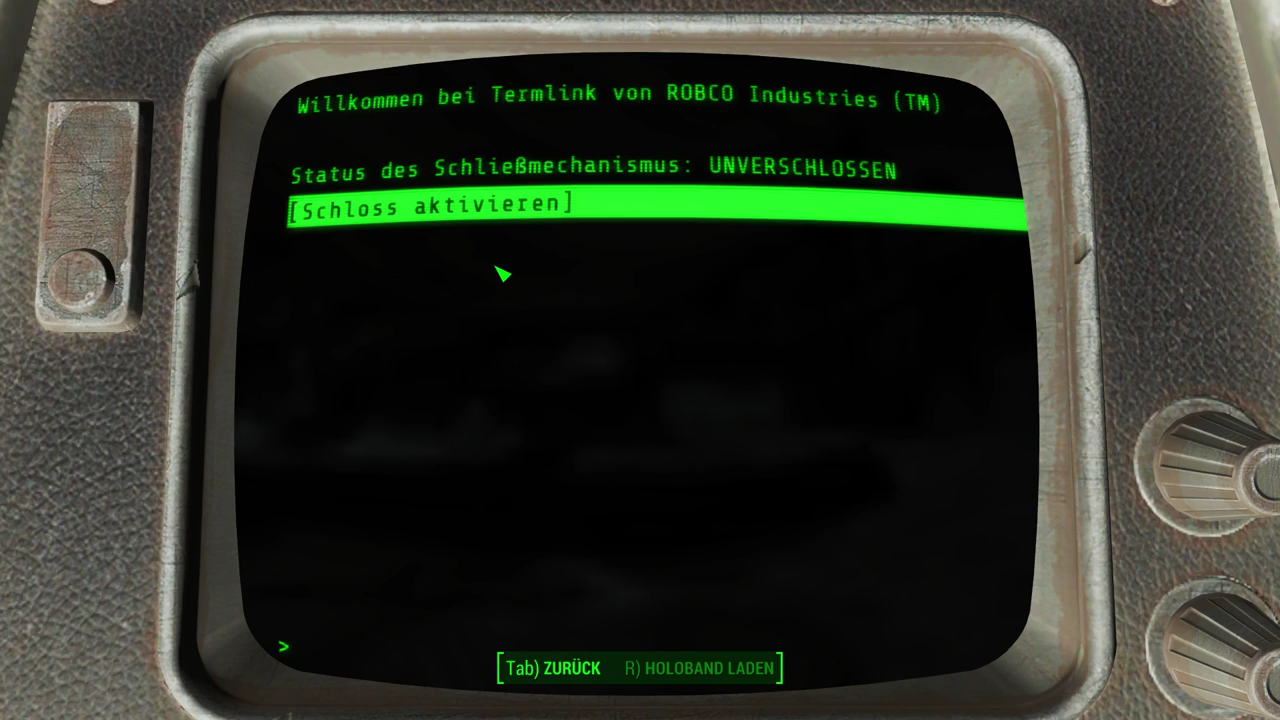 Willkommen bei Termlink von ROBCO Industries (TM)
Status des Schließmechanismus: UNVERSCHLOSSEN
[Schloss aktivieren]
>
[Tab) ZURÜCK R) HOLOBAND LADEN]